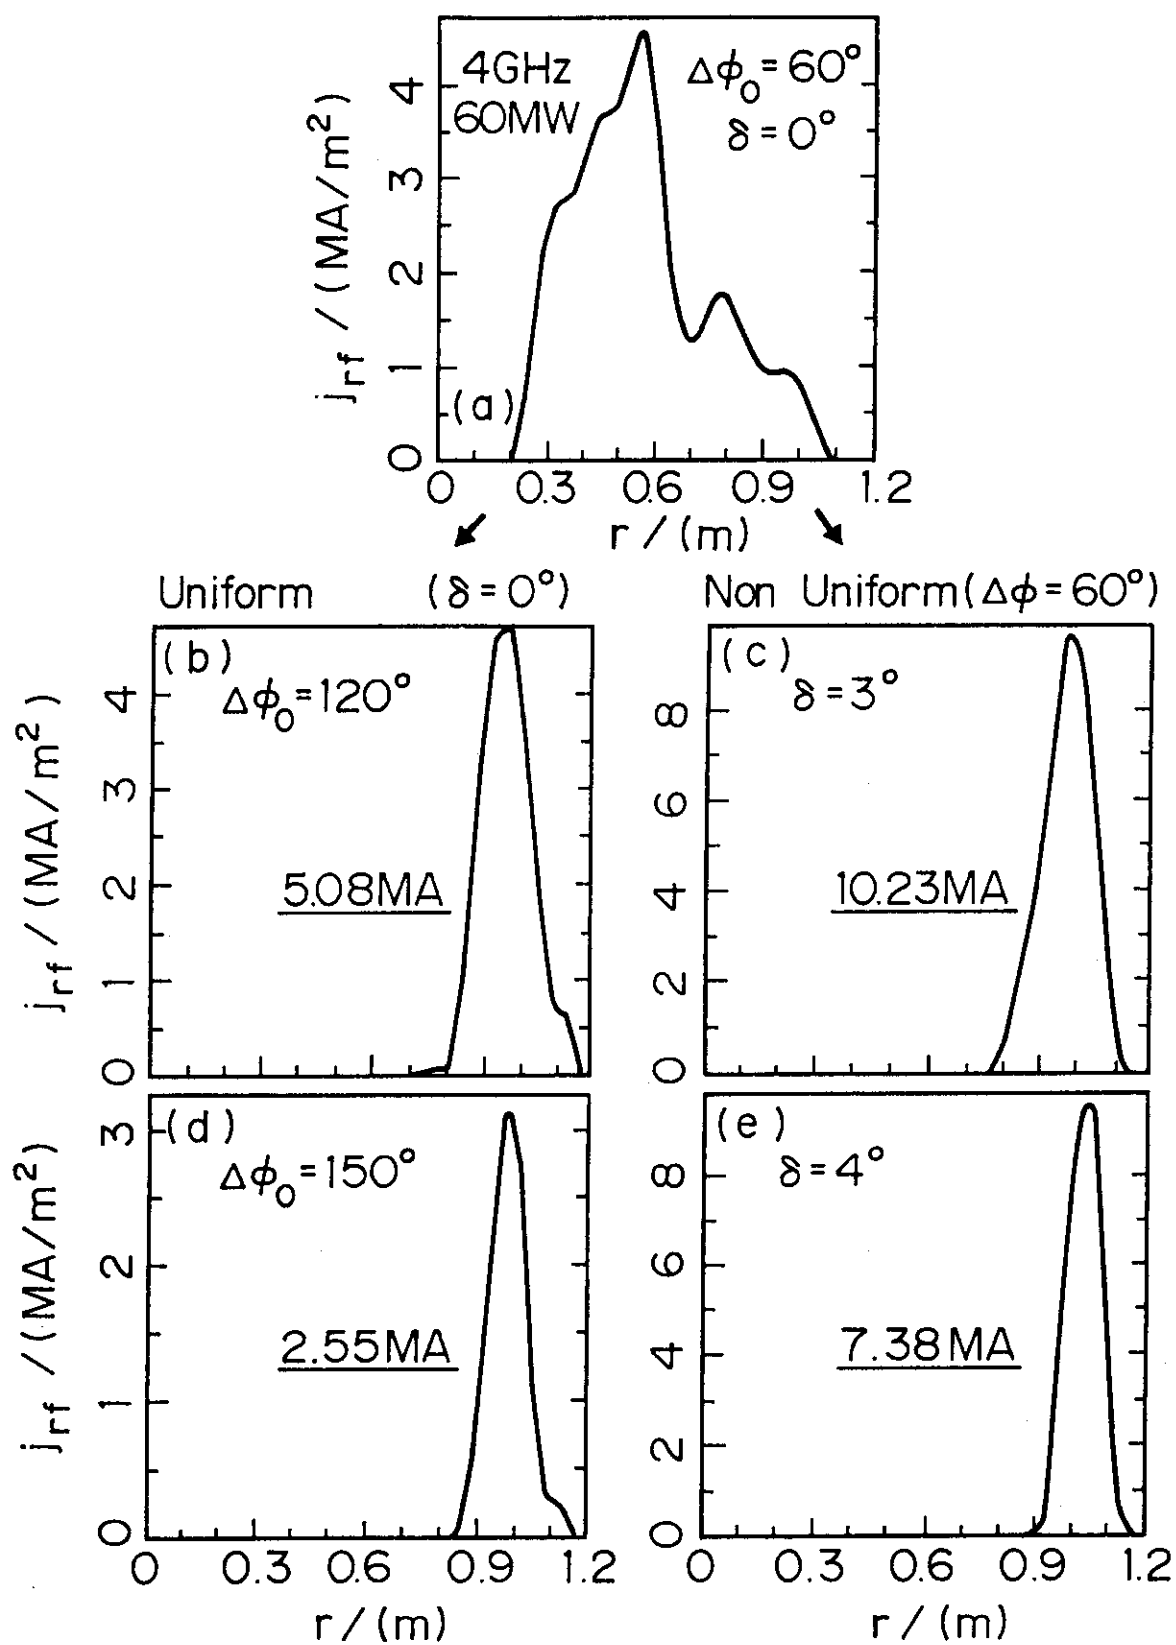 4GHz
60MW
Δϕ₀=60°
δ=0°
j_rf / (MA/m²)
4
3
2
1
0
(a)
0 0.3 0.6 0.9 1.2
r / (m)
Uniform (δ=0°)
Non Uniform (Δϕ=60°)
(b)
Δϕ₀=120°
5.08MA
j_rf / (MA/m²)
4
3
2
1
0
(c)
δ=3°
10.23MA
8
6
4
2
0
(d)
Δϕ₀=150°
2.55MA
j_rf / (MA/m²)
3
2
1
0
0 0.3 0.6 0.9 1.2
r / (m)
(e)
δ=4°
7.38MA
8
6
4
2
0
0 0.3 0.6 0.9 1.2
r / (m)